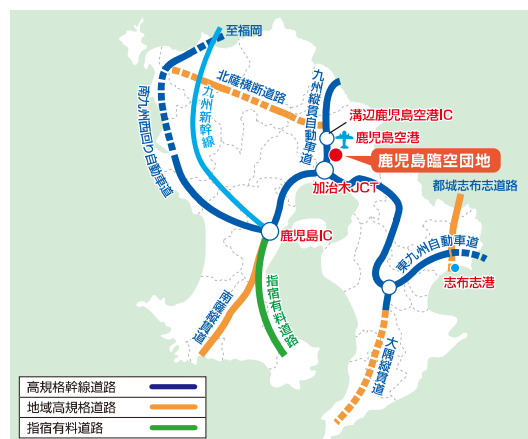 至福岡
北薩横断道路
九州新幹線
南九州西回り自動車道
九州縦貫自動車道
溝辺鹿児島空港IC
鹿児島空港
鹿児島臨空団地
加治木JCT
都城志布志道路
鹿児島IC
東九州自動車道
志布志港
指宿有料道路
南薩縦貫道
大隅縦貫道
高規格幹線道路
地域高規格道路
指宿有料道路